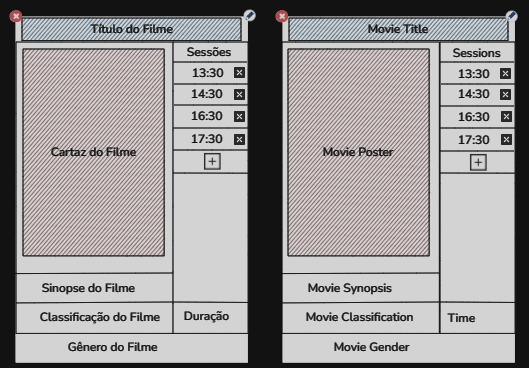 Título do Filme
Sessões
13:30
14:30
16:30
17:30
Cartaz do Filme
Sinopse do Filme
Classificação do Filme
Duração
Gênero do Filme
Movie Title
Sessions
13:30
14:30
16:30
17:30
Movie Poster
Movie Synopsis
Movie Classification
Time
Movie Gender